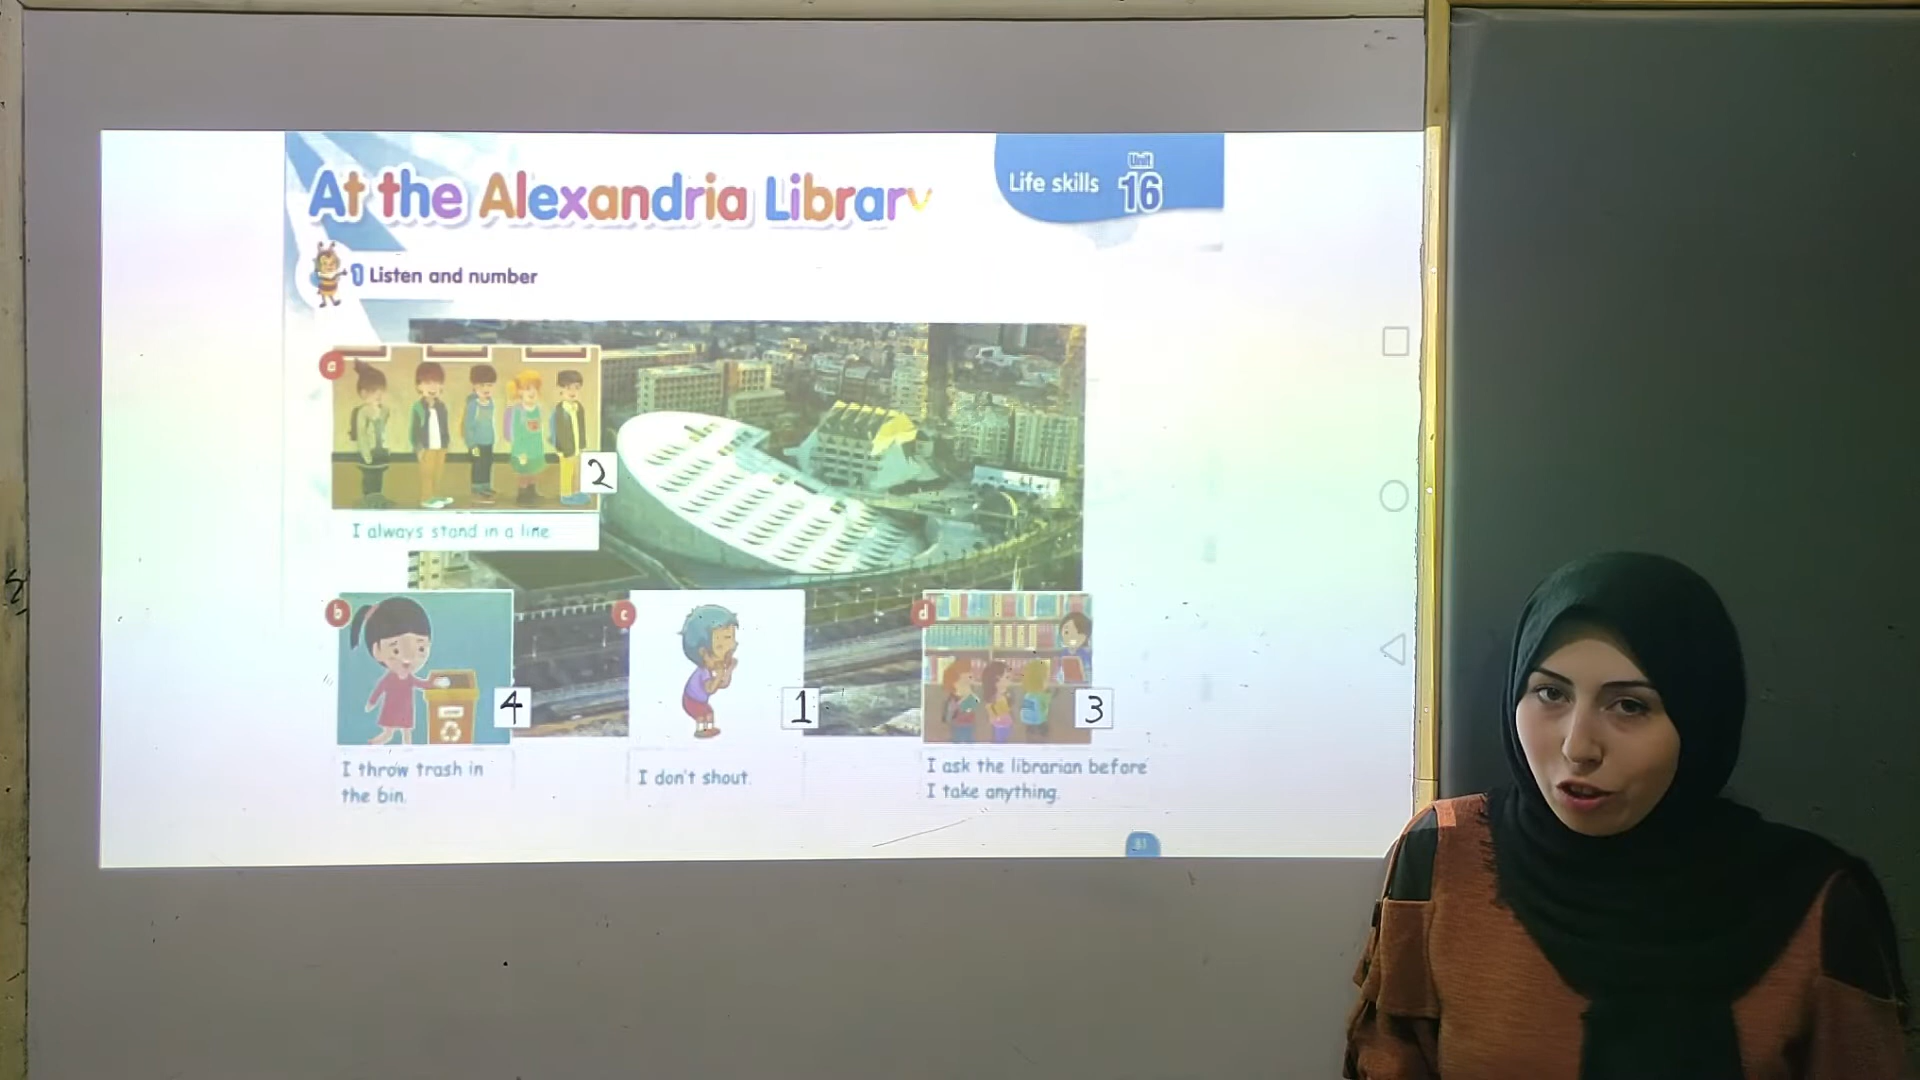 At the Alexandria Library
Life skills
Unit
16
1 Listen and number
a
2
I always stand in a line
b
c
d
4
1
3
I throw trash in
the bin.
I don't shout.
I ask the librarian before
I take anything.
81